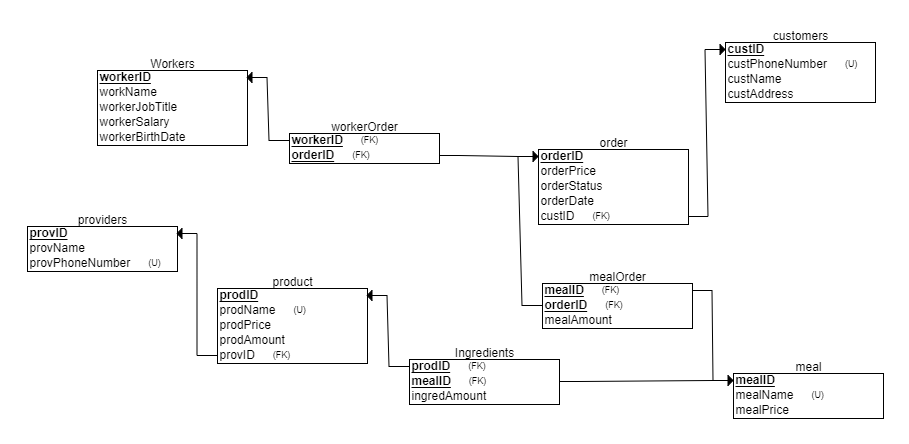 customers
custID
custPhoneNumber (U)
custName
custAddress
Workers
workerID
workName
workerJobTitle
workerSalary
workerBirthDate
workerOrder
workerID (FK)
orderID (FK)
order
orderID
orderPrice
orderStatus
orderDate
custID (FK)
providers
provID
provName
provPhoneNumber (U)
product
prodID
prodName (U)
prodPrice
prodAmount
provID (FK)
mealOrder
mealID (FK)
orderID (FK)
mealAmount
Ingredients
prodID (FK)
mealID (FK)
ingredAmount
meal
mealID
mealName (U)
mealPrice